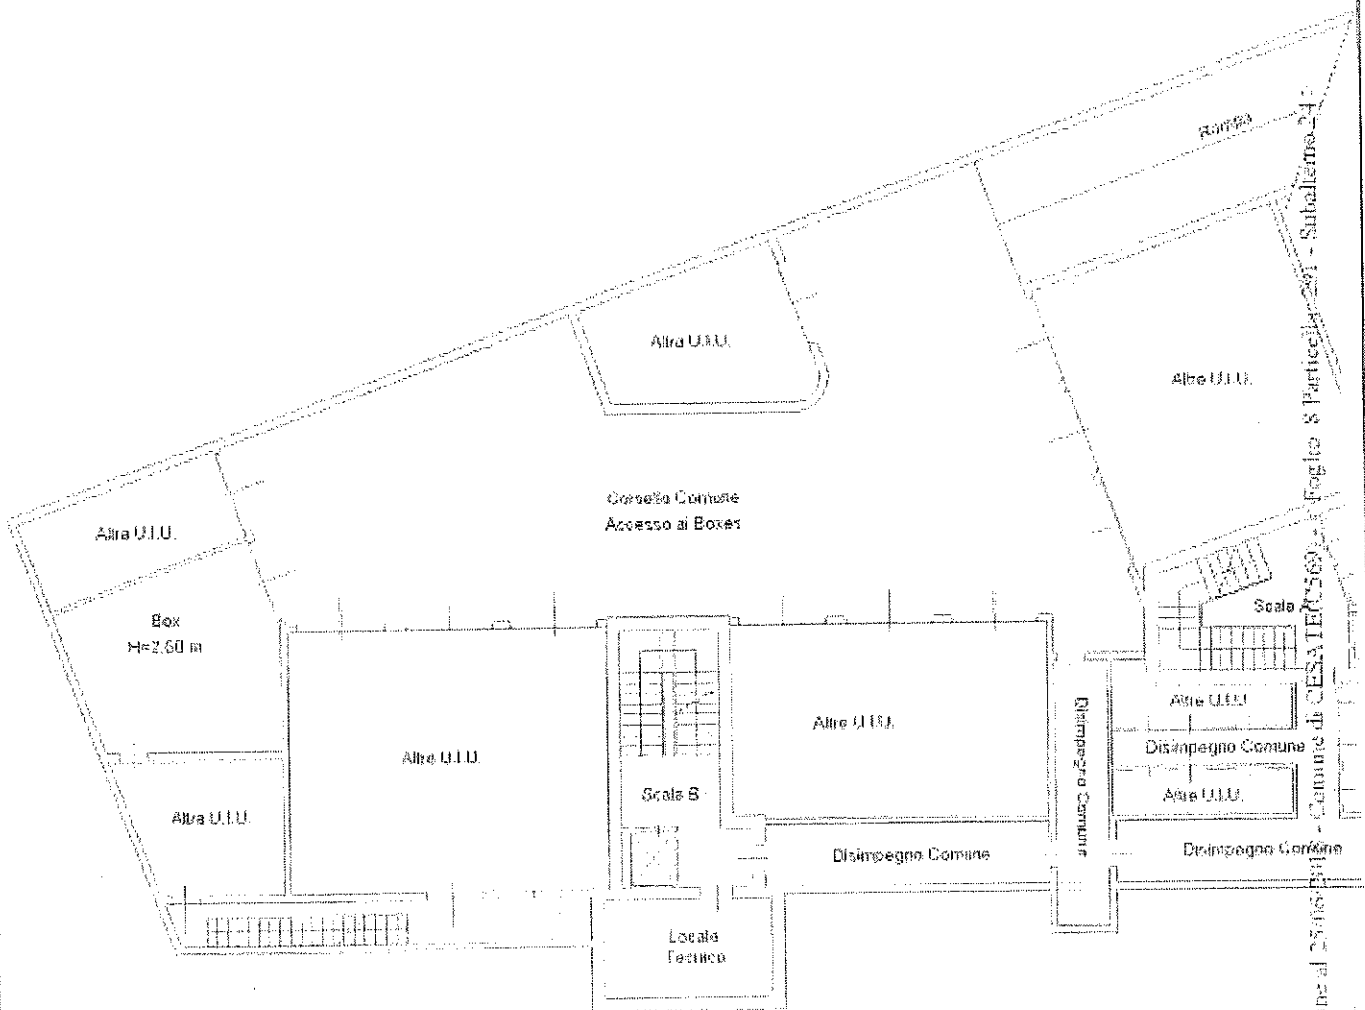 Rampa
Altra U.I.U.
Altre U.I.U.
Corsello Comune
Accesso ai Boxes
Altra U.I.U.
Box
H=2.60 m
Scala A
Altre U.I.U.
Disimpegno Comune
Altre U.I.U.
Disimpegno Comune
Altre U.I.U.
Altre U.I.U.
Scala B
Altra U.I.U.
Disimpegno Comune
Disimpegno Comune
Locale
Tecnico
- Comune di CESATE - Foglio 8 Particella - Subalterno